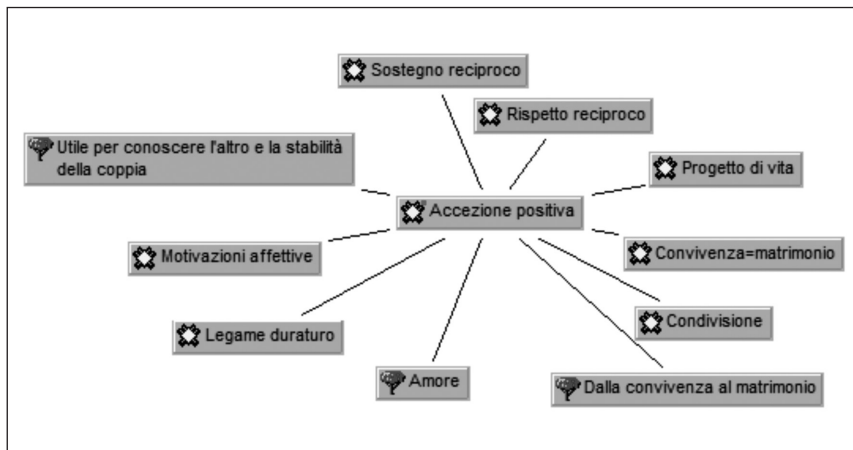 Sostegno reciproco
Rispetto reciproco
Utile per conoscere l'altro e la stabilità
della coppia
Progetto di vita
Accezione positiva
Motivazioni affettive
Convivenza=matrimonio
Legame duraturo
Condivisione
Amore
Dalla convivenza al matrimonio